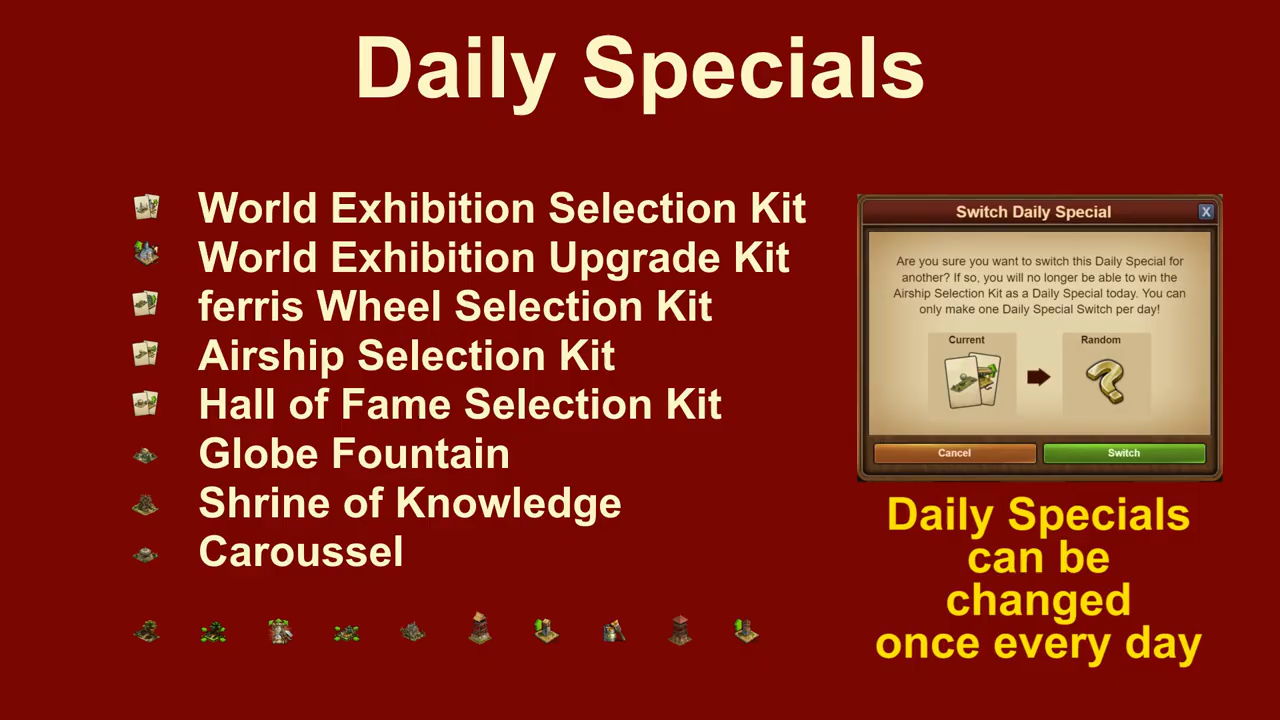 Daily Specials
World Exhibition Selection Kit
World Exhibition Upgrade Kit
ferris Wheel Selection Kit
Airship Selection Kit
Hall of Fame Selection Kit
Globe Fountain
Shrine of Knowledge
Caroussel
Switch Daily Special
X
Are you sure you want to switch this Daily Special for
another? If so, you will no longer be able to win the
Airship Selection Kit as a Daily Special today. You can
only make one Daily Special Switch per day!
Current
Random
Cancel
Switch
Daily Specials
can be
changed
once every day